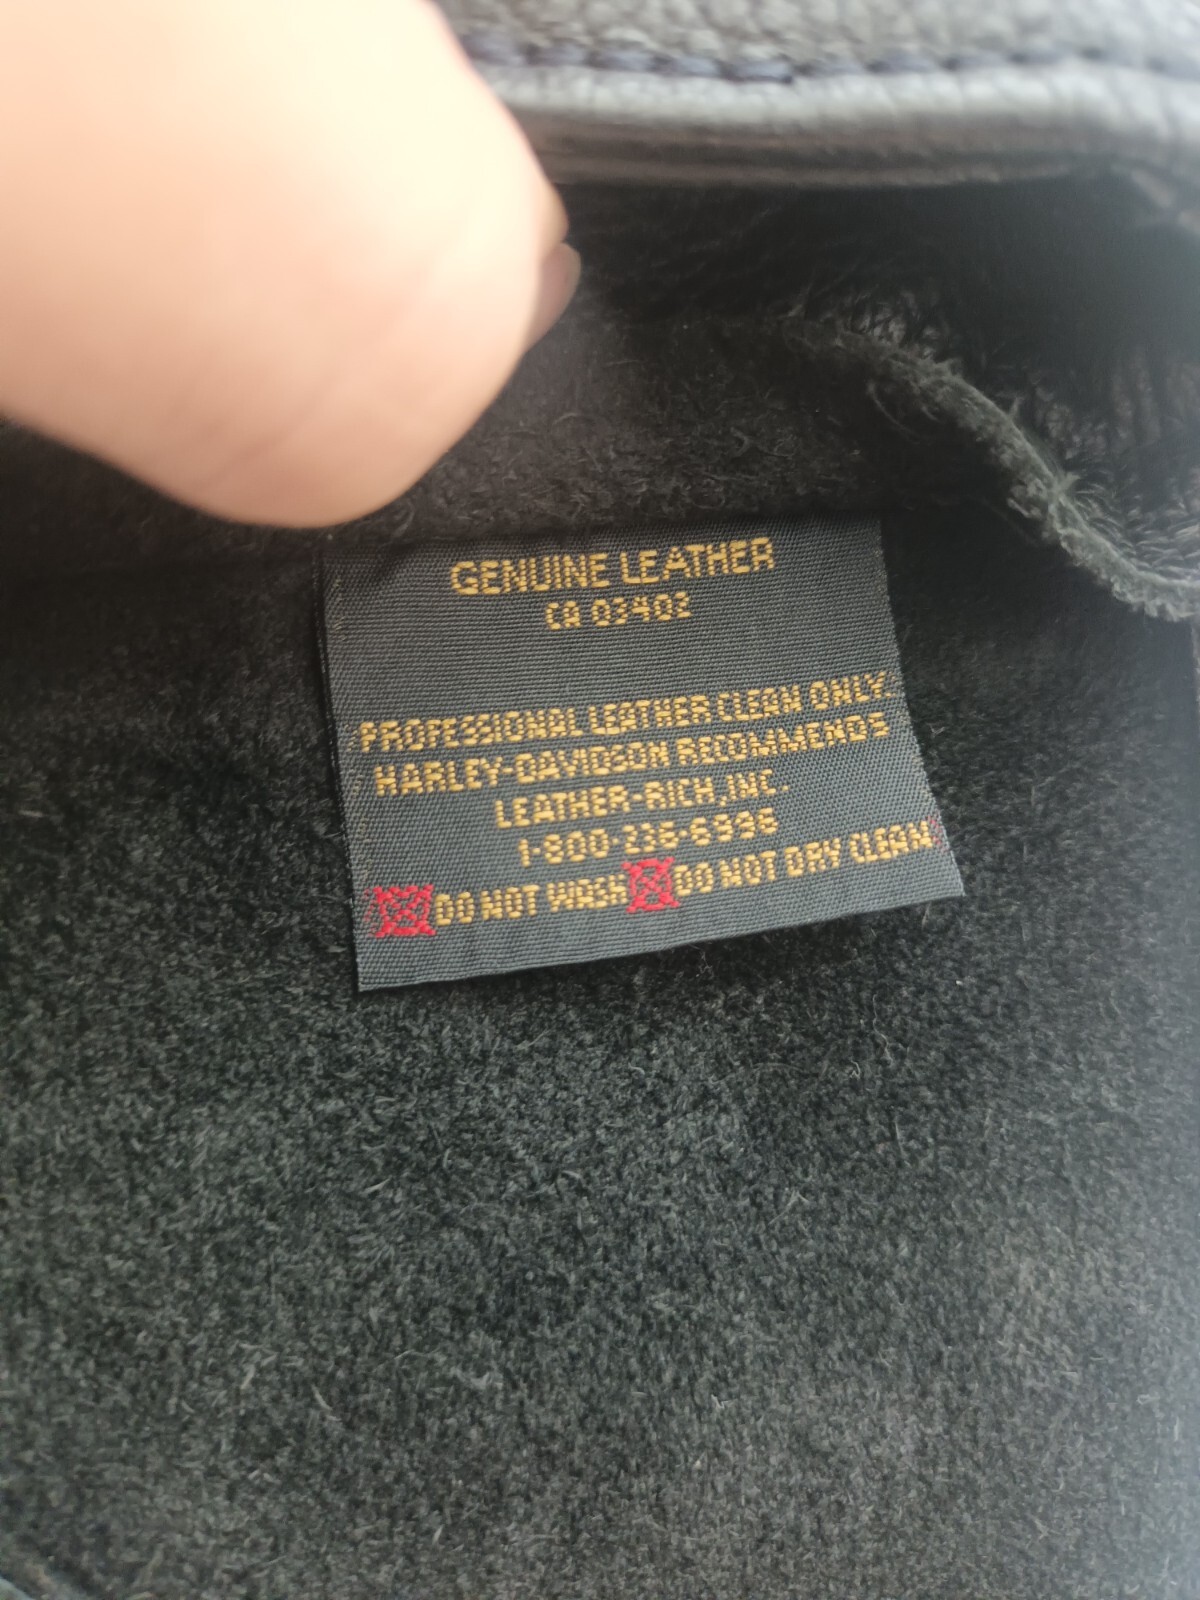 GENUINE LEATHER
CA 03402
PROFESSIONAL LEATHER CLEAN ONLY.
HARLEY-DAVIDSON RECOMMENDS
LEATHER-RICH, INC.
1-800-236-6996
DO NOT WASH DO NOT DRY CLEAN